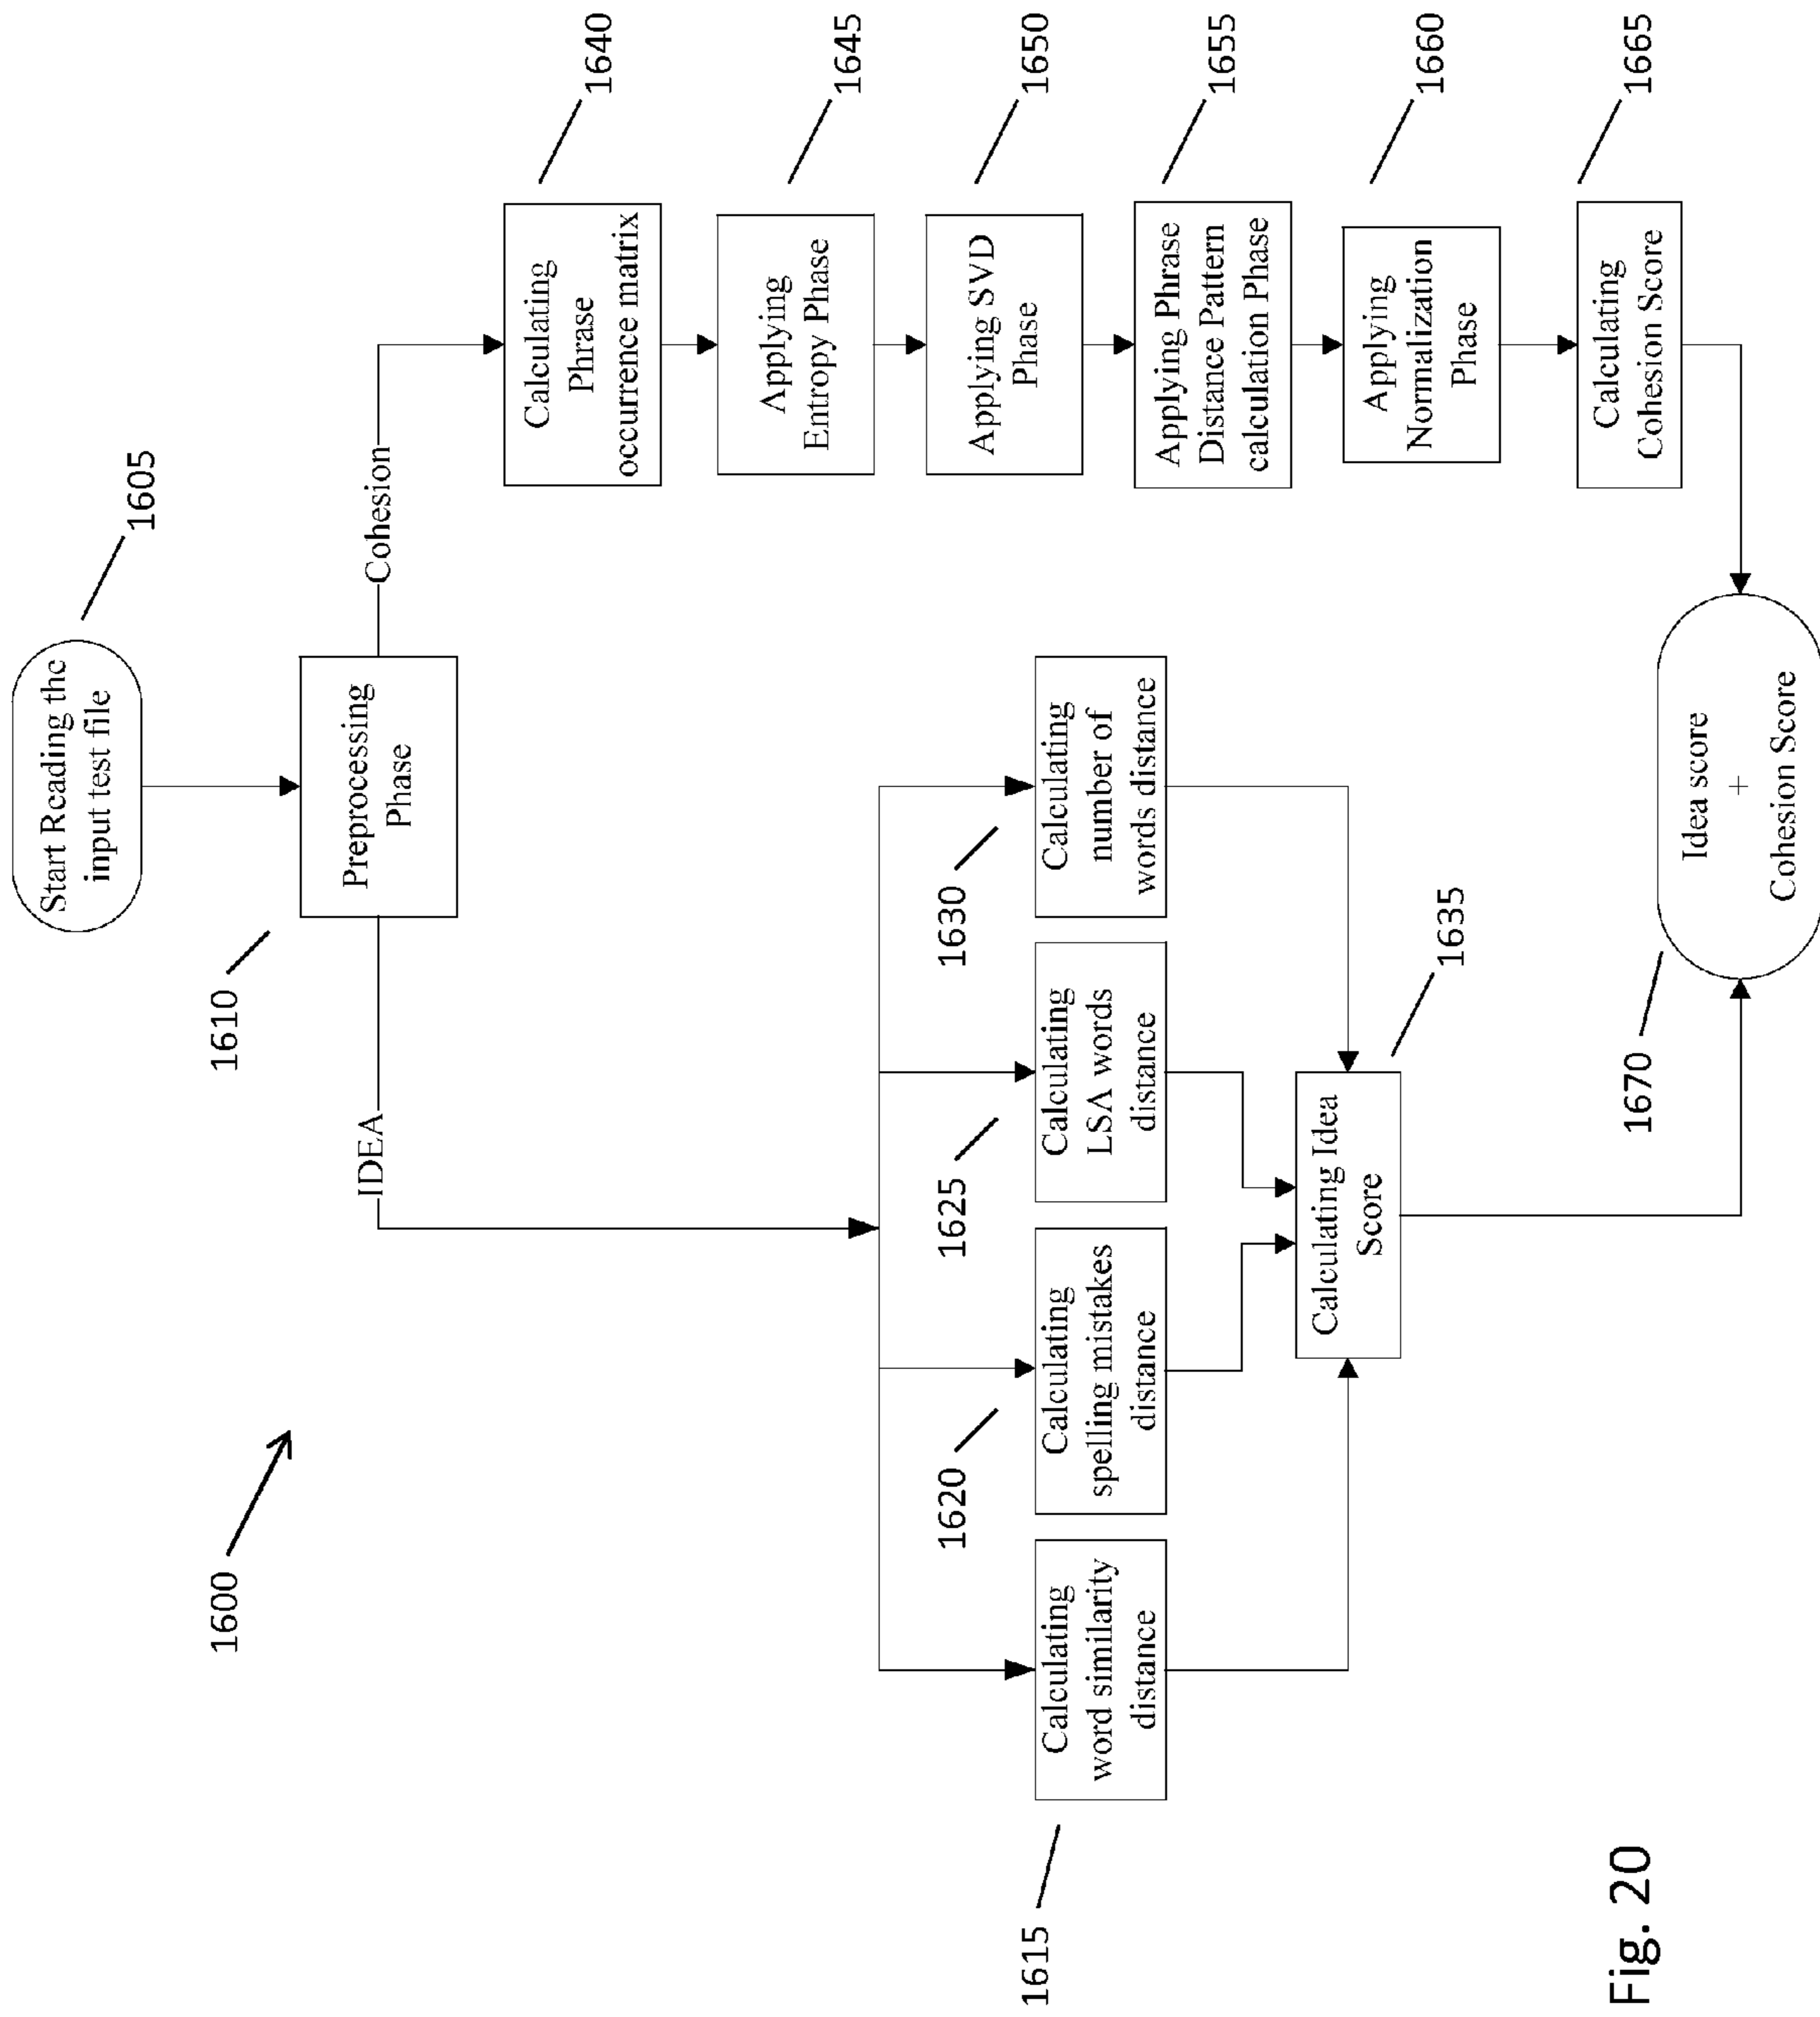 1600
Start Reading the
input test file
1605
1610
Preprocessing
Phase
IDEA
Cohesion
1615
Calculating
word similarity
distance
1620
Calculating
spelling mistakes
distance
1625
Calculating
LSA words
distance
1630
Calculating
number of
words distance
1635
Calculating Idea
Score
1640
Calculating
Phrase
occurrence matrix
1645
Applying
Entropy Phase
1650
Applying SVD
Phase
1655
Applying Phrase
Distance Pattern
calculation Phase
1660
Applying
Normalization
Phase
1665
Calculating
Cohesion Score
1670
Idea score
+
Cohesion Score
Fig. 20